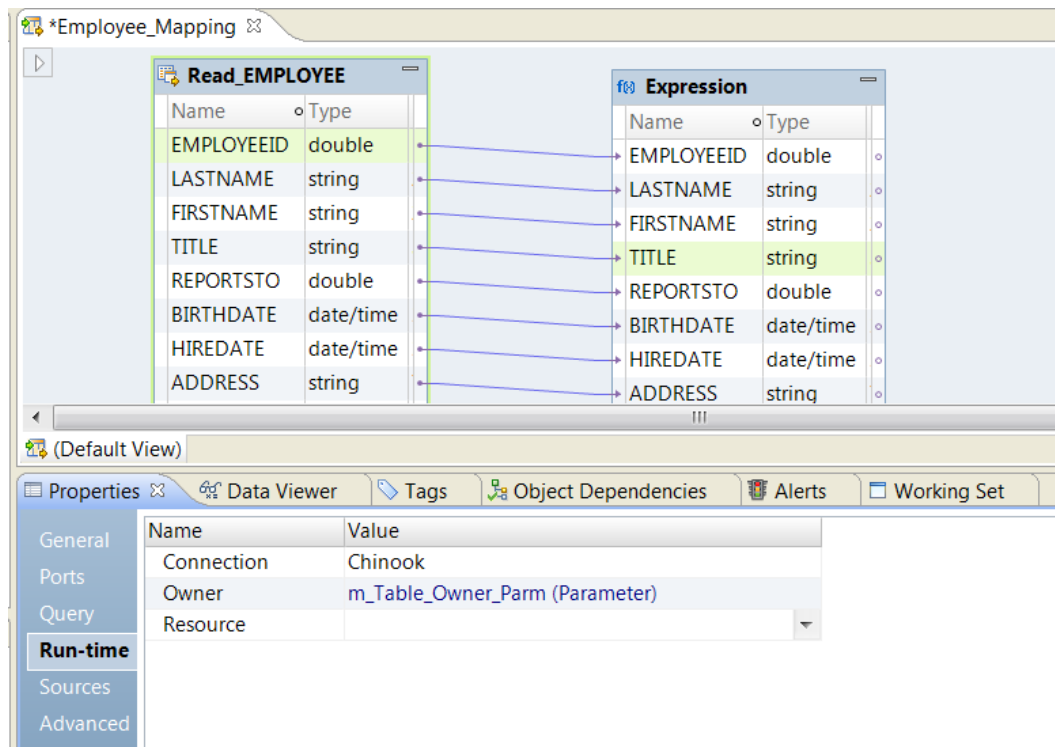 *Employee_Mapping
Read_EMPLOYEE
Name Type
EMPLOYEEID double
LASTNAME string
FIRSTNAME string
TITLE string
REPORTSTO double
BIRTHDATE date/time
HIREDATE date/time
ADDRESS string
f(x) Expression
Name Type
EMPLOYEEID double
LASTNAME string
FIRSTNAME string
TITLE string
REPORTSTO double
BIRTHDATE date/time
HIREDATE date/time
ADDRESS string
(Default View)
Properties Data Viewer Tags Object Dependencies Alerts Working Set
General
Ports
Query
Run-time
Sources
Advanced
Name Value
Connection Chinook
Owner m_Table_Owner_Parm (Parameter)
Resource